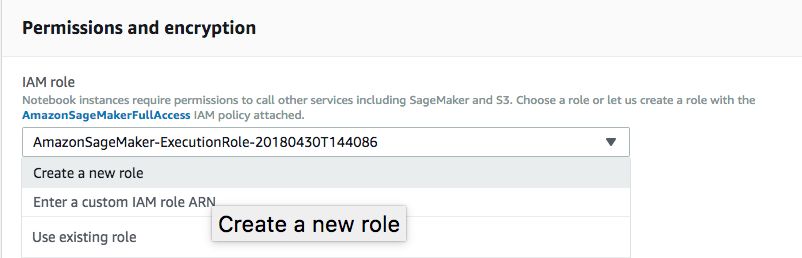 Permissions and encryption
IAM role
Notebook instances require permissions to call other services including SageMaker and S3. Choose a role or let us create a role with the
AmazonSageMakerFullAccess IAM policy attached.
AmazonSageMaker-ExecutionRole-20180430T144086
Create a new role
Enter a custom IAM role ARN
Create a new role
Use existing role